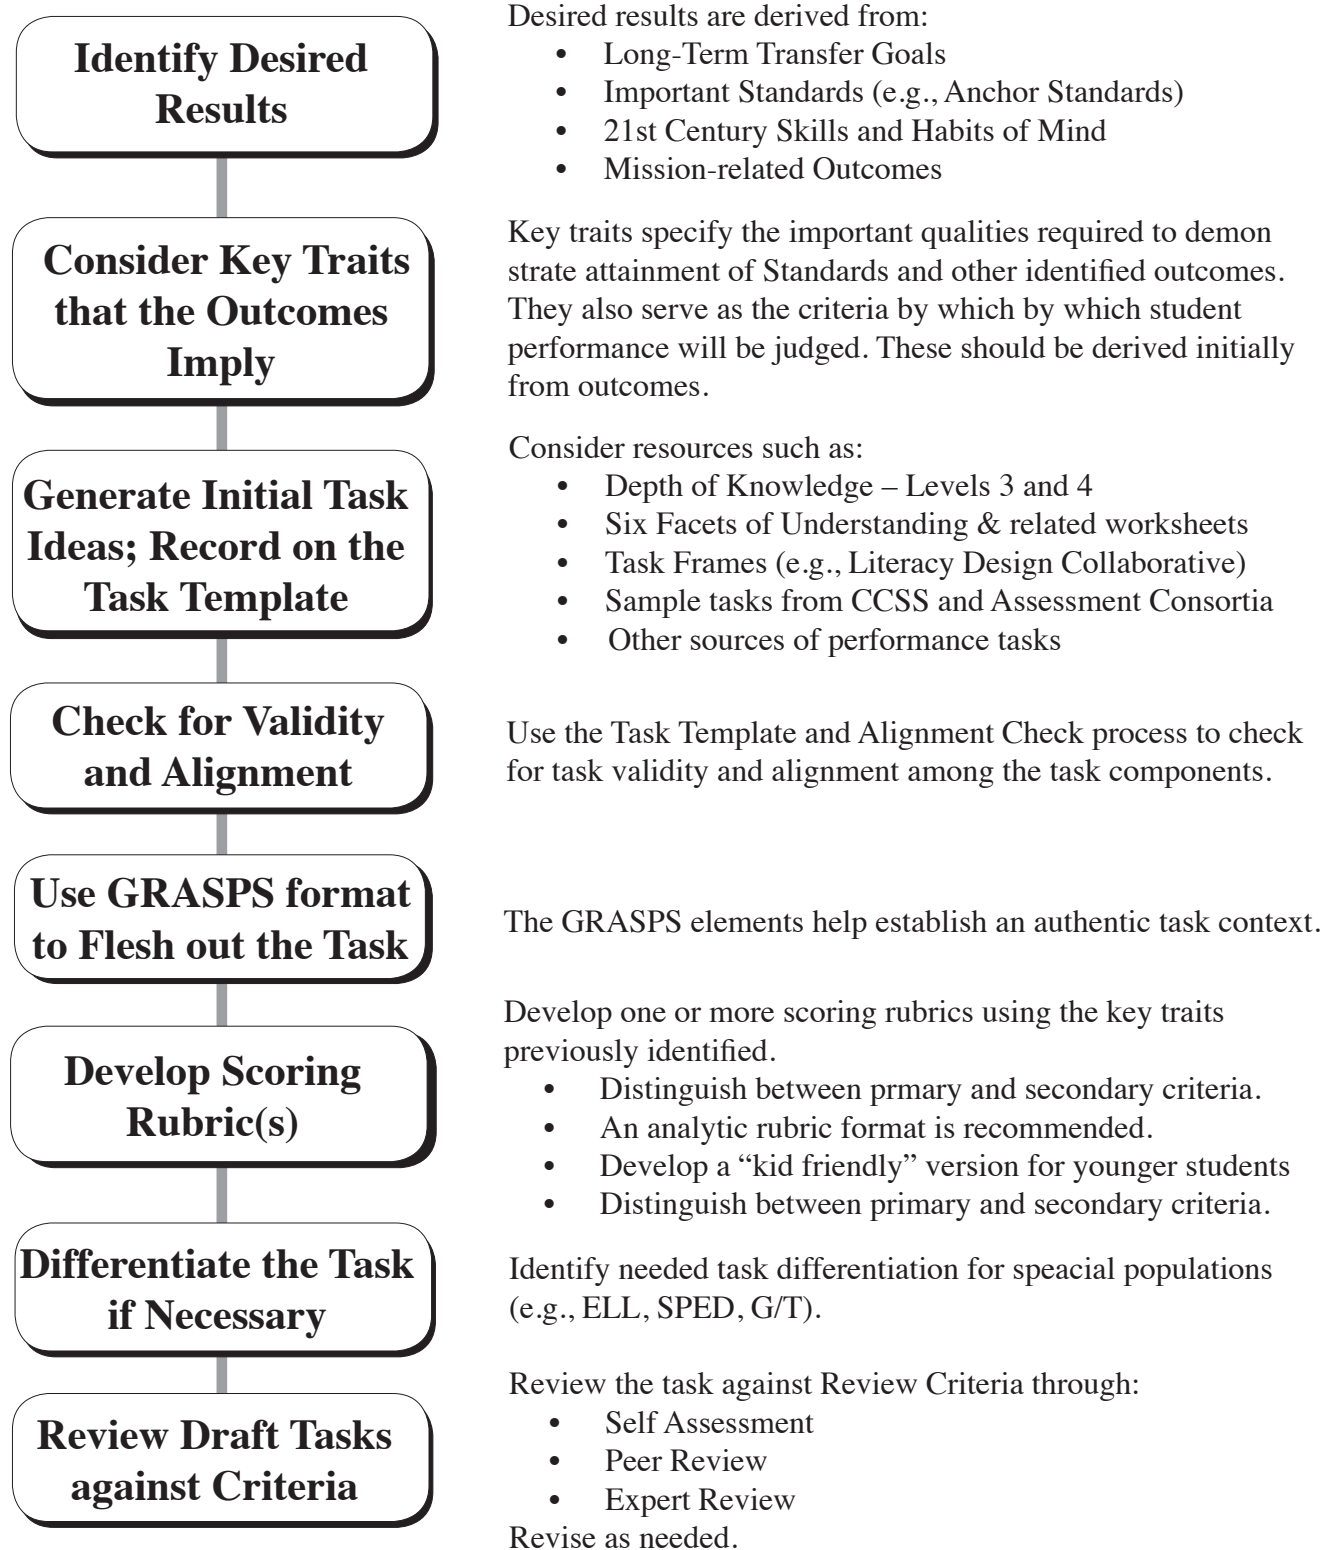 Identify Desired
Results
Desired results are derived from:
• Long-Term Transfer Goals
• Important Standards (e.g., Anchor Standards)
• 21st Century Skills and Habits of Mind
• Mission-related Outcomes
Consider Key Traits
that the Outcomes
Imply
Key traits specify the important qualities required to demon
strate attainment of Standards and other identified outcomes.
They also serve as the criteria by which by which student
performance will be judged. These should be derived initially
from outcomes.
Generate Initial Task
Ideas; Record on the
Task Template
Consider resources such as:
• Depth of Knowledge – Levels 3 and 4
• Six Facets of Understanding & related worksheets
• Task Frames (e.g., Literacy Design Collaborative)
• Sample tasks from CCSS and Assessment Consortia
• Other sources of performance tasks
Check for Validity
and Alignment
Use the Task Template and Alignment Check process to check
for task validity and alignment among the task components.
Use GRASPS format
to Flesh out the Task
The GRASPS elements help establish an authentic task context.
Develop Scoring
Rubric(s)
Develop one or more scoring rubrics using the key traits
previously identified.
• Distinguish between prmary and secondary criteria.
• An analytic rubric format is recommended.
• Develop a “kid friendly” version for younger students
• Distinguish between primary and secondary criteria.
Differentiate the Task
if Necessary
Identify needed task differentiation for speacial populations
(e.g., ELL, SPED, G/T).
Review Draft Tasks
against Criteria
Review the task against Review Criteria through:
• Self Assessment
• Peer Review
• Expert Review
Revise as needed.